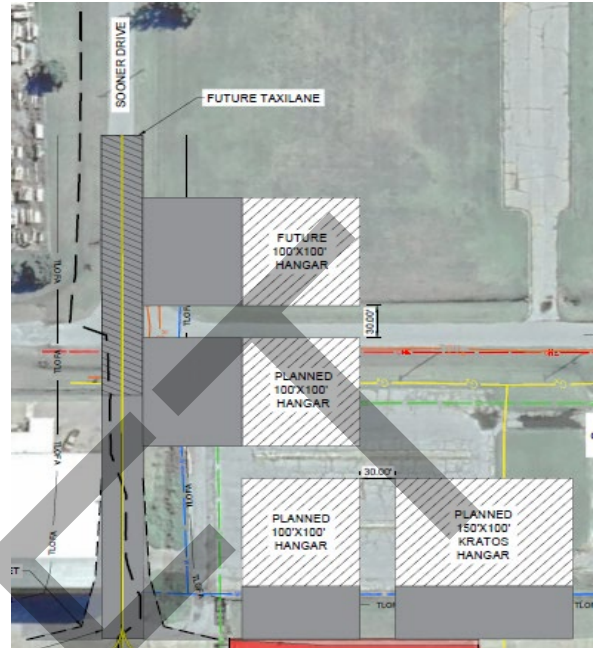 SOONER DRIVE
FUTURE TAXILANE
FUTURE
100'X100'
HANGAR
30.00'
PLANNED
100'X100'
HANGAR
TLOFA
TLOFA
TLOFA
TLOFA
TLOFA
30.00'
PLANNED
100'X100'
HANGAR
PLANNED
150'X100'
KRATOS
HANGAR
TLOFA
TLOFA
ET